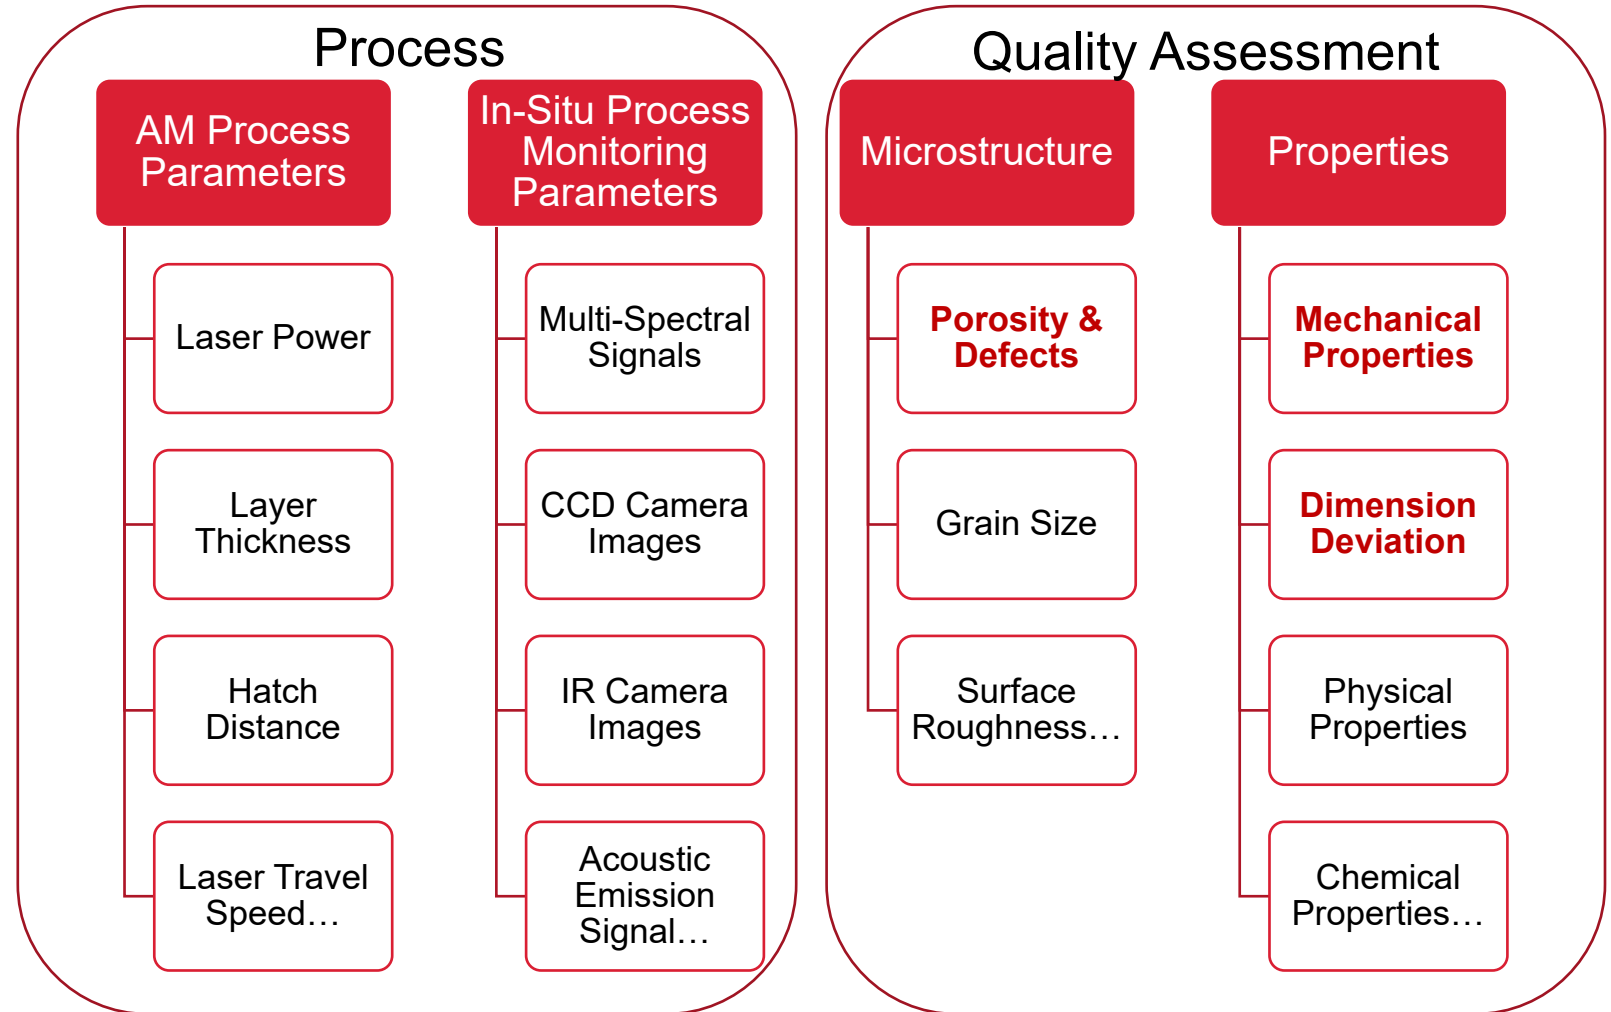 Process
AM Process
Parameters
Laser Power
Layer
Thickness
Hatch
Distance
Laser Travel
Speed…
In-Situ Process
Monitoring
Parameters
Multi-Spectral
Signals
CCD Camera
Images
IR Camera
Images
Acoustic
Emission
Signal…
Quality Assessment
Microstructure
Porosity &
Defects
Grain Size
Surface
Roughness…
Properties
Mechanical
Properties
Dimension
Deviation
Physical
Properties
Chemical
Properties…